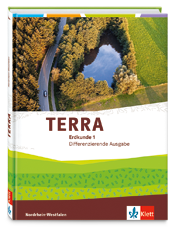 TERRA
Erdkunde 1
Differenzierende Ausgabe
Nordrhein-Westfalen
Klett